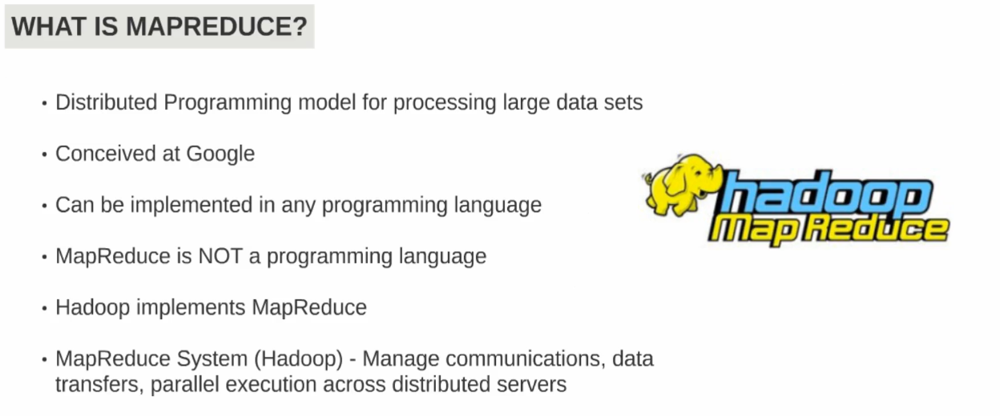 WHAT IS MAPREDUCE?
• Distributed Programming model for processing large data sets
• Conceived at Google
• Can be implemented in any programming language
• MapReduce is NOT a programming language
• Hadoop implements MapReduce
• MapReduce System (Hadoop) - Manage communications, data
transfers, parallel execution across distributed servers
hadoop
Map Reduce